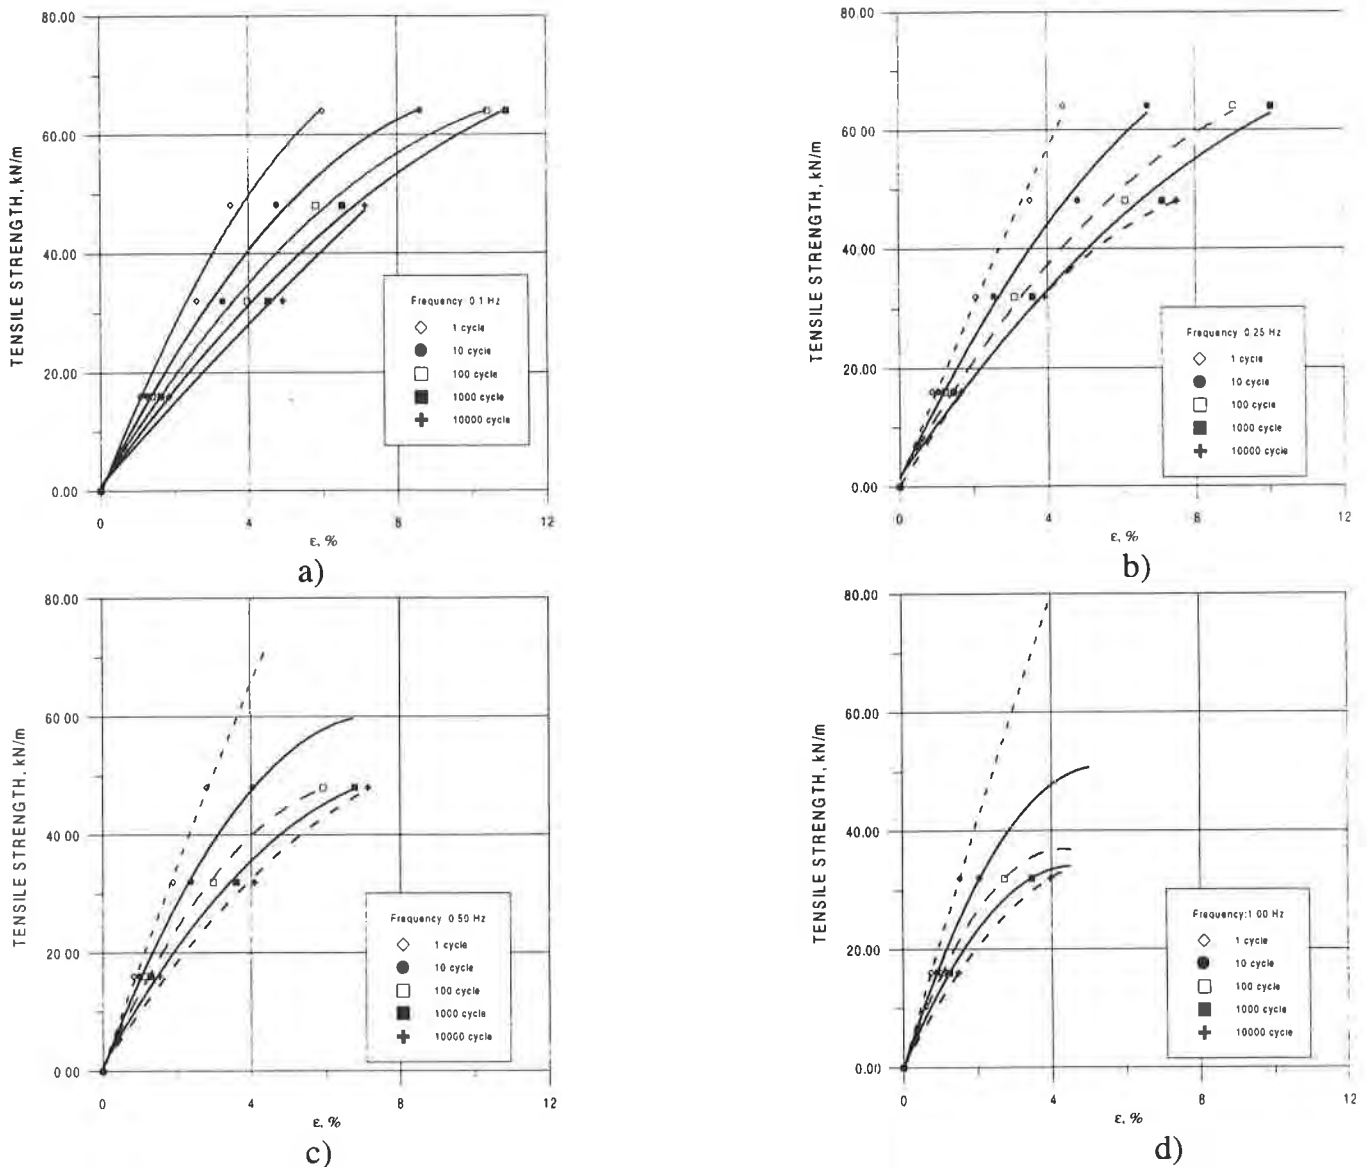 80.00
60.00
40.00
20.00
0.00
TENSILE STRENGTH, kN/m
Frequency 0.1 Hz
1 cycle
10 cycle
100 cycle
1000 cycle
10000 cycle
0 4 8 12
ε, %
a)
80.00
60.00
40.00
20.00
0.00
TENSILE STRENGTH, kN/m
Frequency 0.25 Hz
1 cycle
10 cycle
100 cycle
1000 cycle
10000 cycle
0 4 8 12
ε, %
b)
80.00
60 00
40.00
20 00
0 00
TENSILE STRENGTH, kN/m
Frequency 0 50 Hz
1 cycle
10 cycle
100 cycle
1000 cycle
10000 cycle
0 4 8 12
ε, %
c)
80.00
60.00
40.00
20.00
0.00
TENSILE STRENGTH, kN/m
Frequency:1 00 Hz
1 cycle
10 cycle
100 cycle
1000 cycle
10000 cycle
0 4 8 12
ε, %
d)